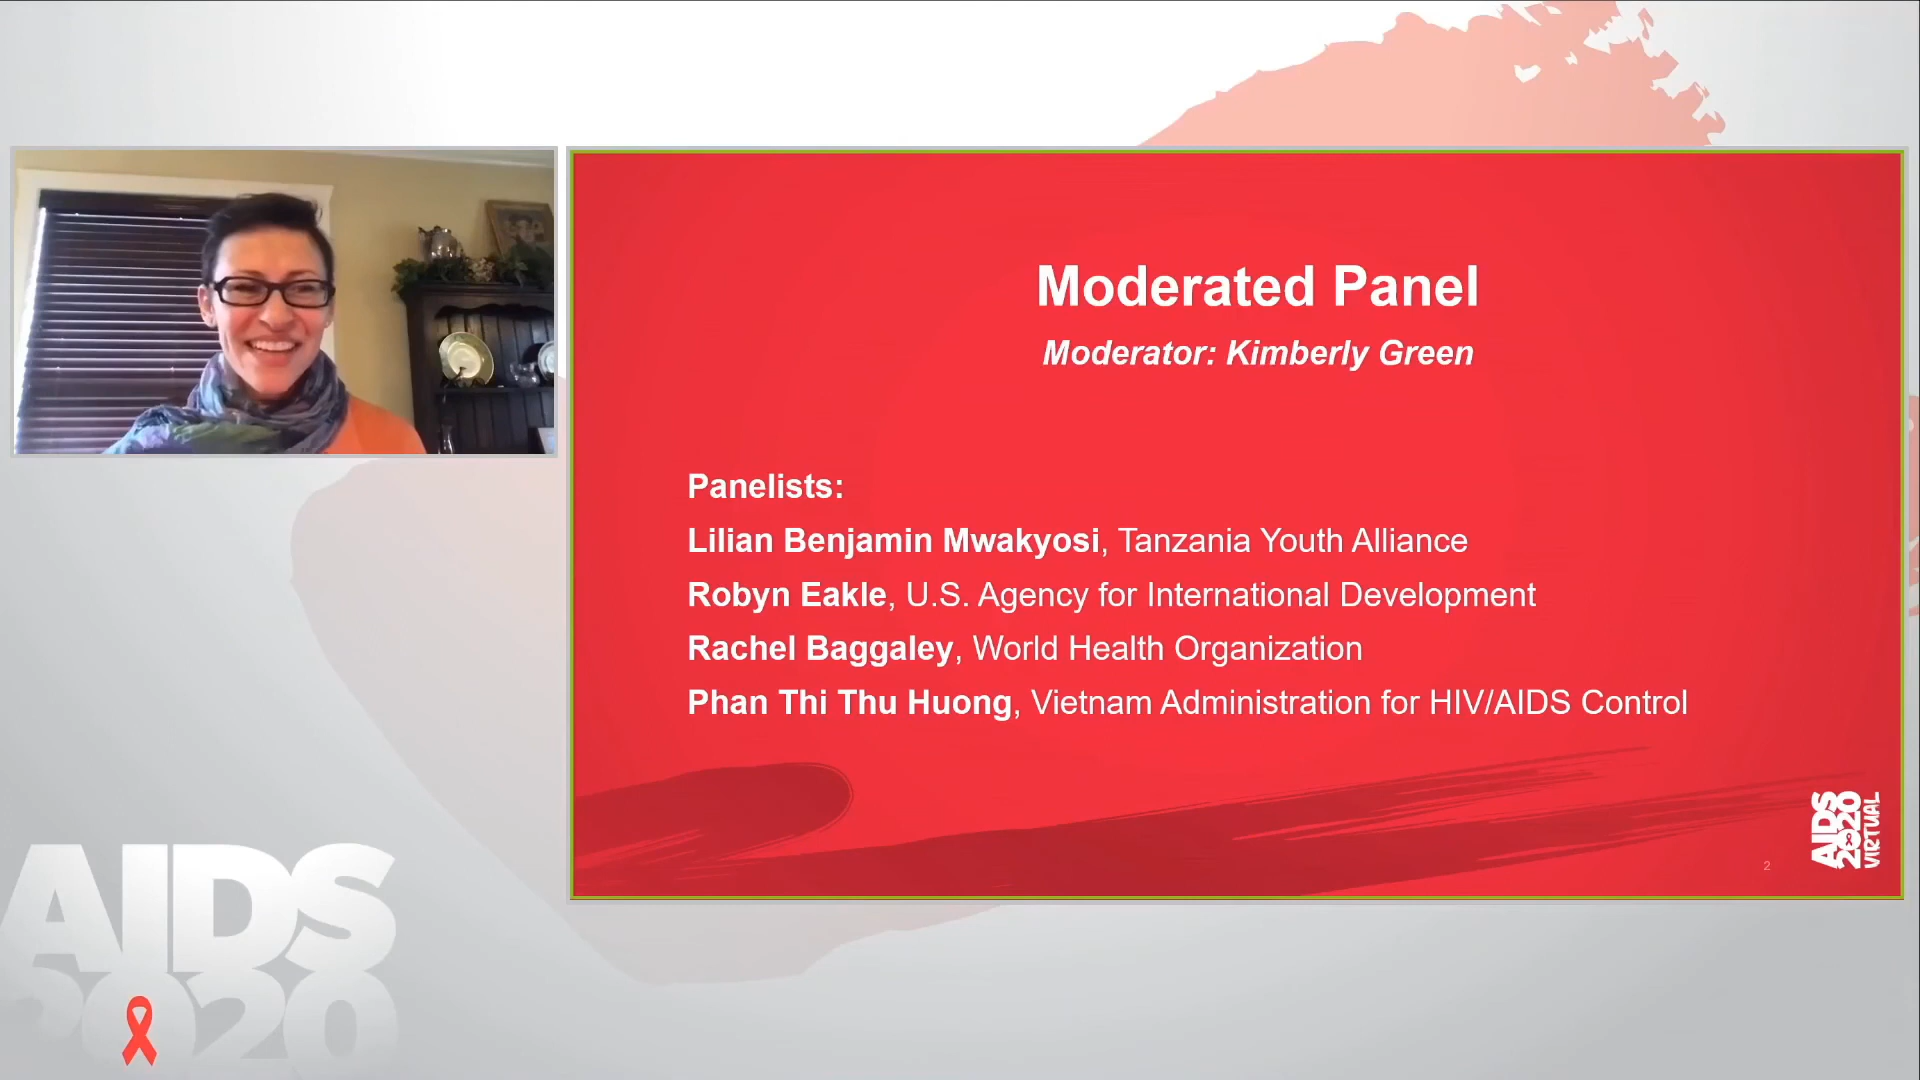 Moderated Panel
Moderator: Kimberly Green
Panelists:
Lilian Benjamin Mwakyosi, Tanzania Youth Alliance
Robyn Eakle, U.S. Agency for International Development
Rachel Baggaley, World Health Organization
Phan Thi Thu Huong, Vietnam Administration for HIV/AIDS Control
2
AIDS
2020
VIRTUAL
AIDS
2020